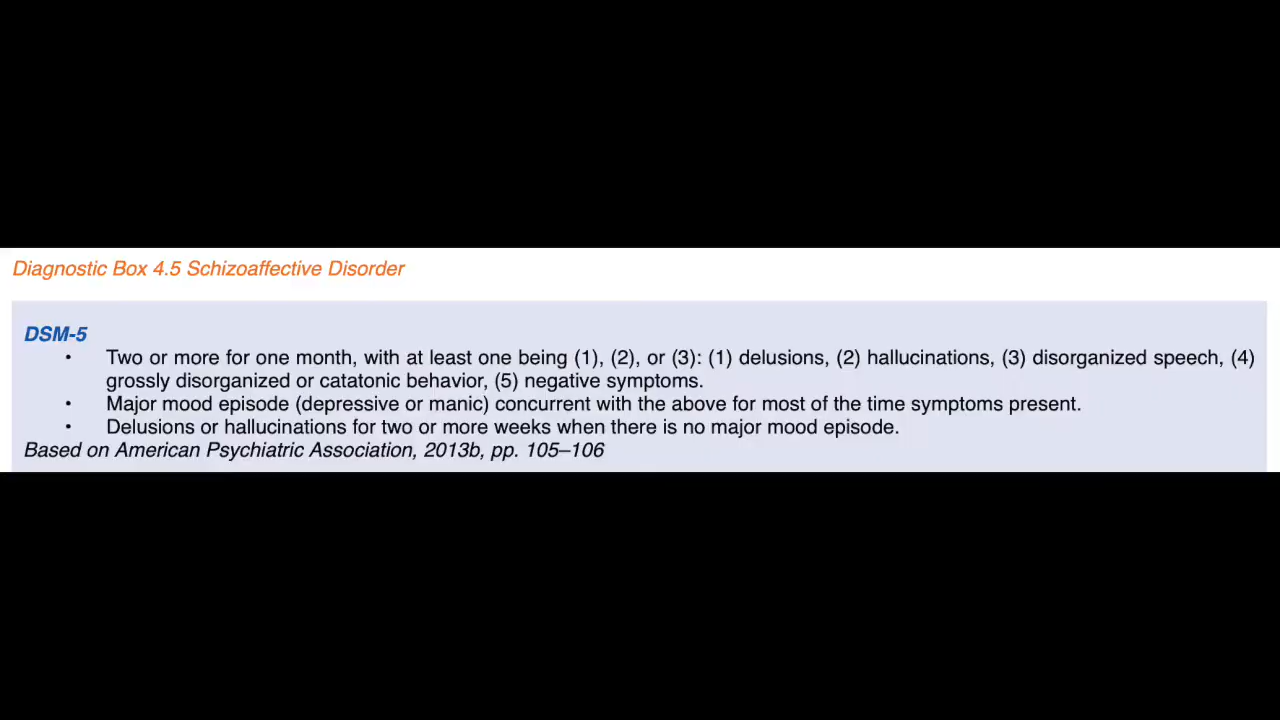 Diagnostic Box 4.5 Schizoaffective Disorder
DSM-5
• Two or more for one month, with at least one being (1), (2), or (3): (1) delusions, (2) hallucinations, (3) disorganized speech, (4)
grossly disorganized or catatonic behavior, (5) negative symptoms.
• Major mood episode (depressive or manic) concurrent with the above for most of the time symptoms present.
• Delusions or hallucinations for two or more weeks when there is no major mood episode.
Based on American Psychiatric Association, 2013b, pp. 105–106